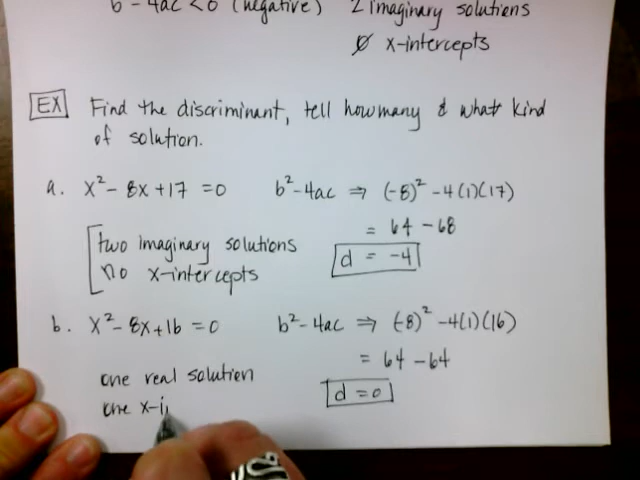 b² - 4ac < 0 (negative) 2 imaginary solutions
∅ x-intercepts
EX Find the discriminant, tell how many & what kind
of solution.
a. x² - 8x + 17 = 0 b² - 4ac ⇒ (-8)² - 4(1)(17)
= 64 - 68
two imaginary solutions
d = -4
no x-intercepts
b. x² - 8x + 16 = 0 b² - 4ac ⇒ (-8)² - 4(1)(16)
= 64 - 64
one real solution
d = 0
one x-in